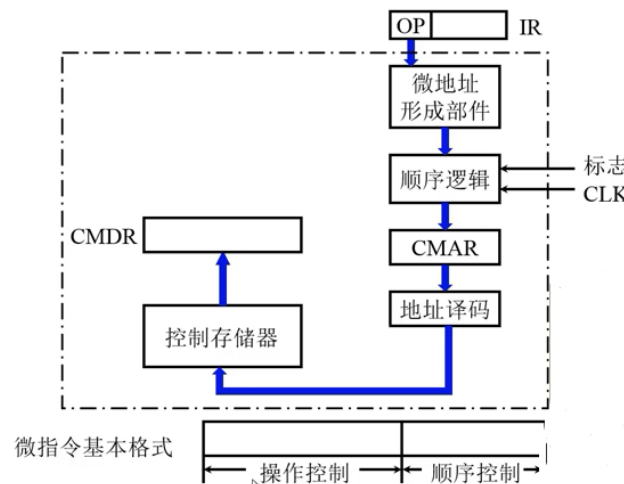 OP IR
微地址
形成部件
顺序逻辑
标志
CLK
CMDR
CMAR
地址译码
控制存储器
微指令基本格式
操作控制 顺序控制